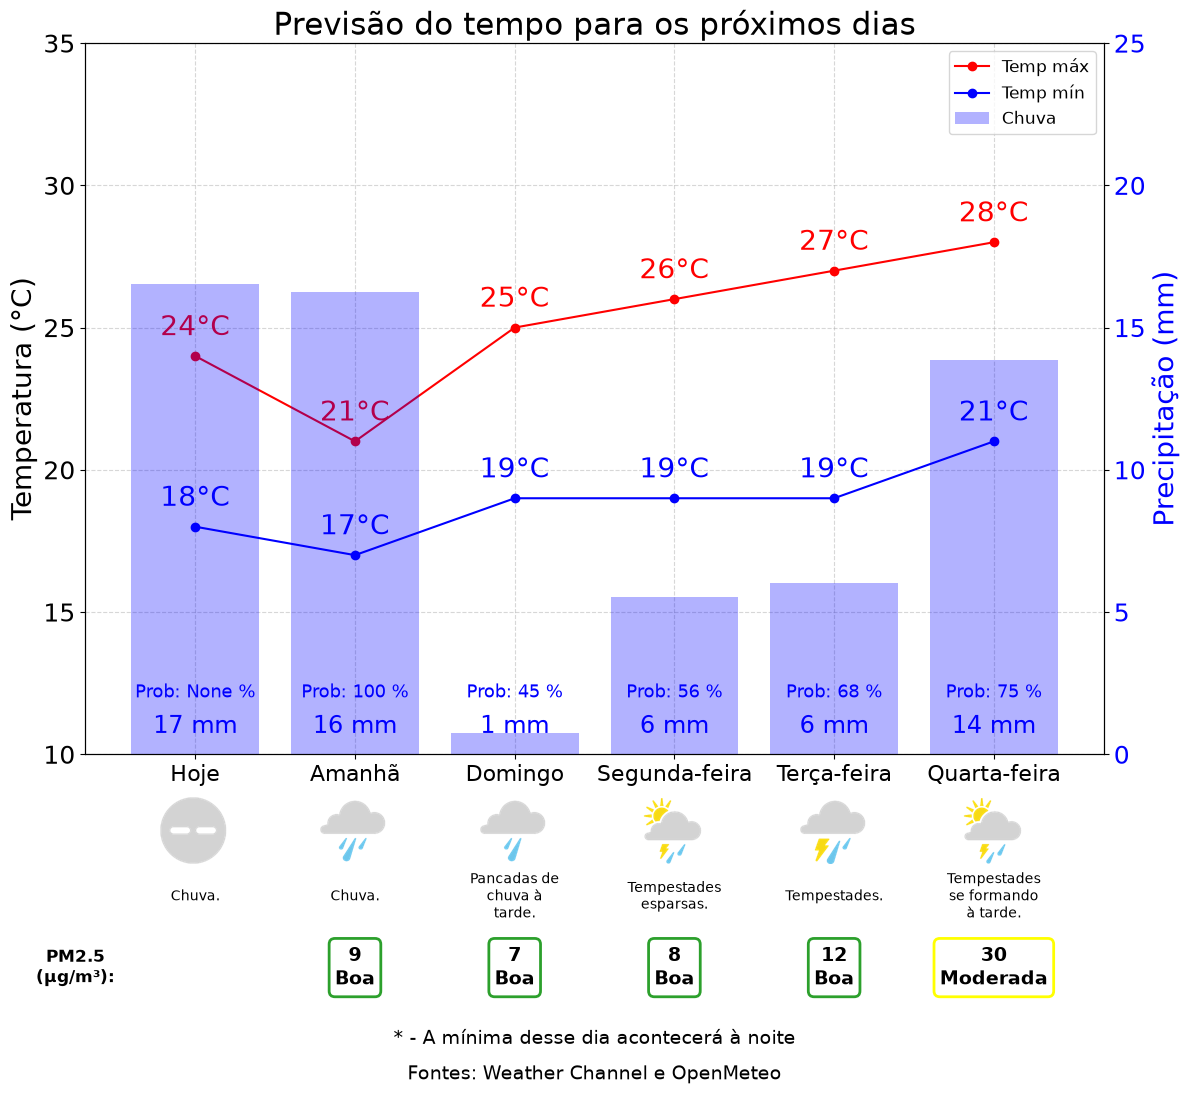 Previsão do tempo para os próximos dias
35
30
25
20
15
10
Temperatura (°C)
25
20
15
10
5
0
Precipitação (mm)
Temp máx
Temp mín
Chuva
24°C
21°C
25°C
26°C
27°C
28°C
18°C
17°C
19°C
19°C
19°C
21°C
Prob: None %
Prob: 100 %
Prob: 45 %
Prob: 56 %
Prob: 68 %
Prob: 75 %
17 mm
16 mm
1 mm
6 mm
6 mm
14 mm
Hoje
Amanhã
Domingo
Segunda-feira
Terça-feira
Quarta-feira
Chuva.
Chuva.
Pancadas de
chuva à
tarde.
Tempestades
esparsas.
Tempestades.
Tempestades
se formando
à tarde.
PM2.5
(µg/m³):
9
Boa
7
Boa
8
Boa
12
Boa
30
Moderada
* - A mínima desse dia acontecerá à noite
Fontes: Weather Channel e OpenMeteo